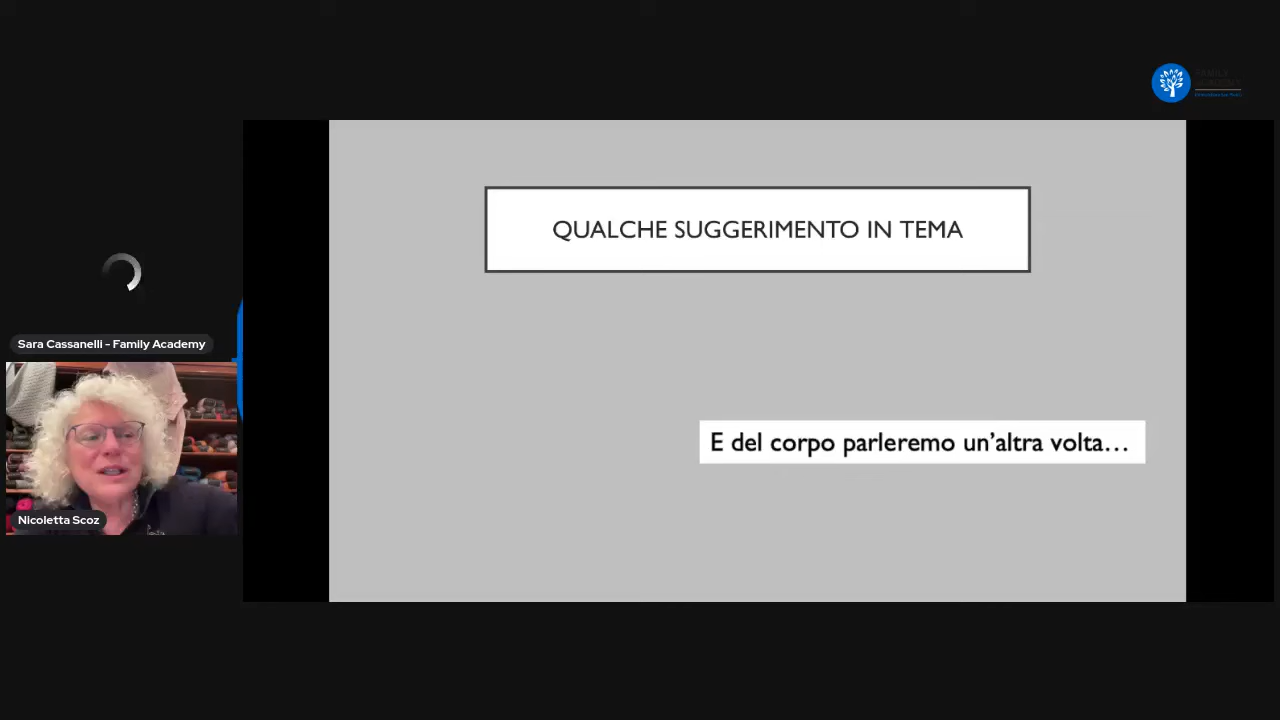 QUALCHE SUGGERIMENTO IN TEMA
E del corpo parleremo un’altra volta…
Sara Cassanelli - Family Academy
Nicoletta Scoz